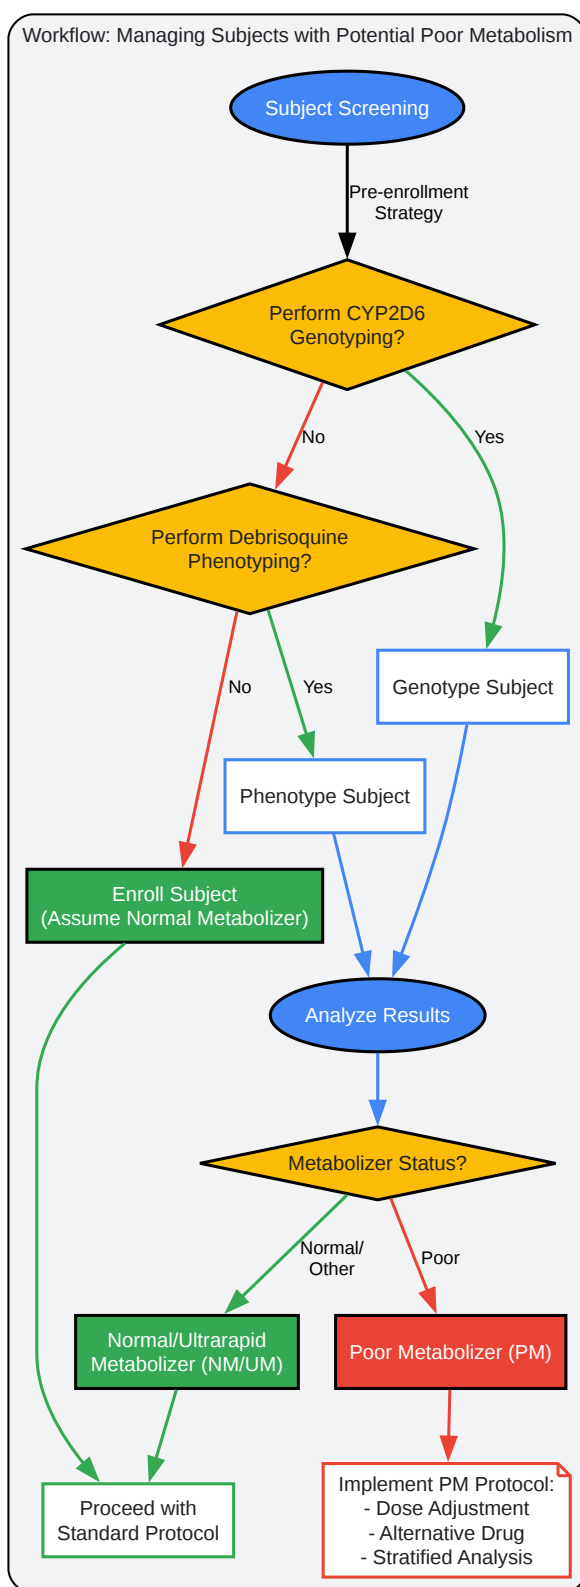 Workflow: Managing Subjects with Potential Poor Metabolism
Subject Screening
Pre-enrollment
Strategy
Perform CYP2D6
Genotyping?
No
Yes
Perform Debrisoquine
Phenotyping?
No
Yes
Genotype Subject
Phenotype Subject
Enroll Subject
(Assume Normal Metabolizer)
Analyze Results
Metabolizer Status?
Normal/
Other
Poor
Normal/Ultrarapid
Metabolizer (NM/UM)
Poor Metabolizer (PM)
Proceed with
Standard Protocol
Implement PM Protocol:
- Dose Adjustment
- Alternative Drug
- Stratified Analysis